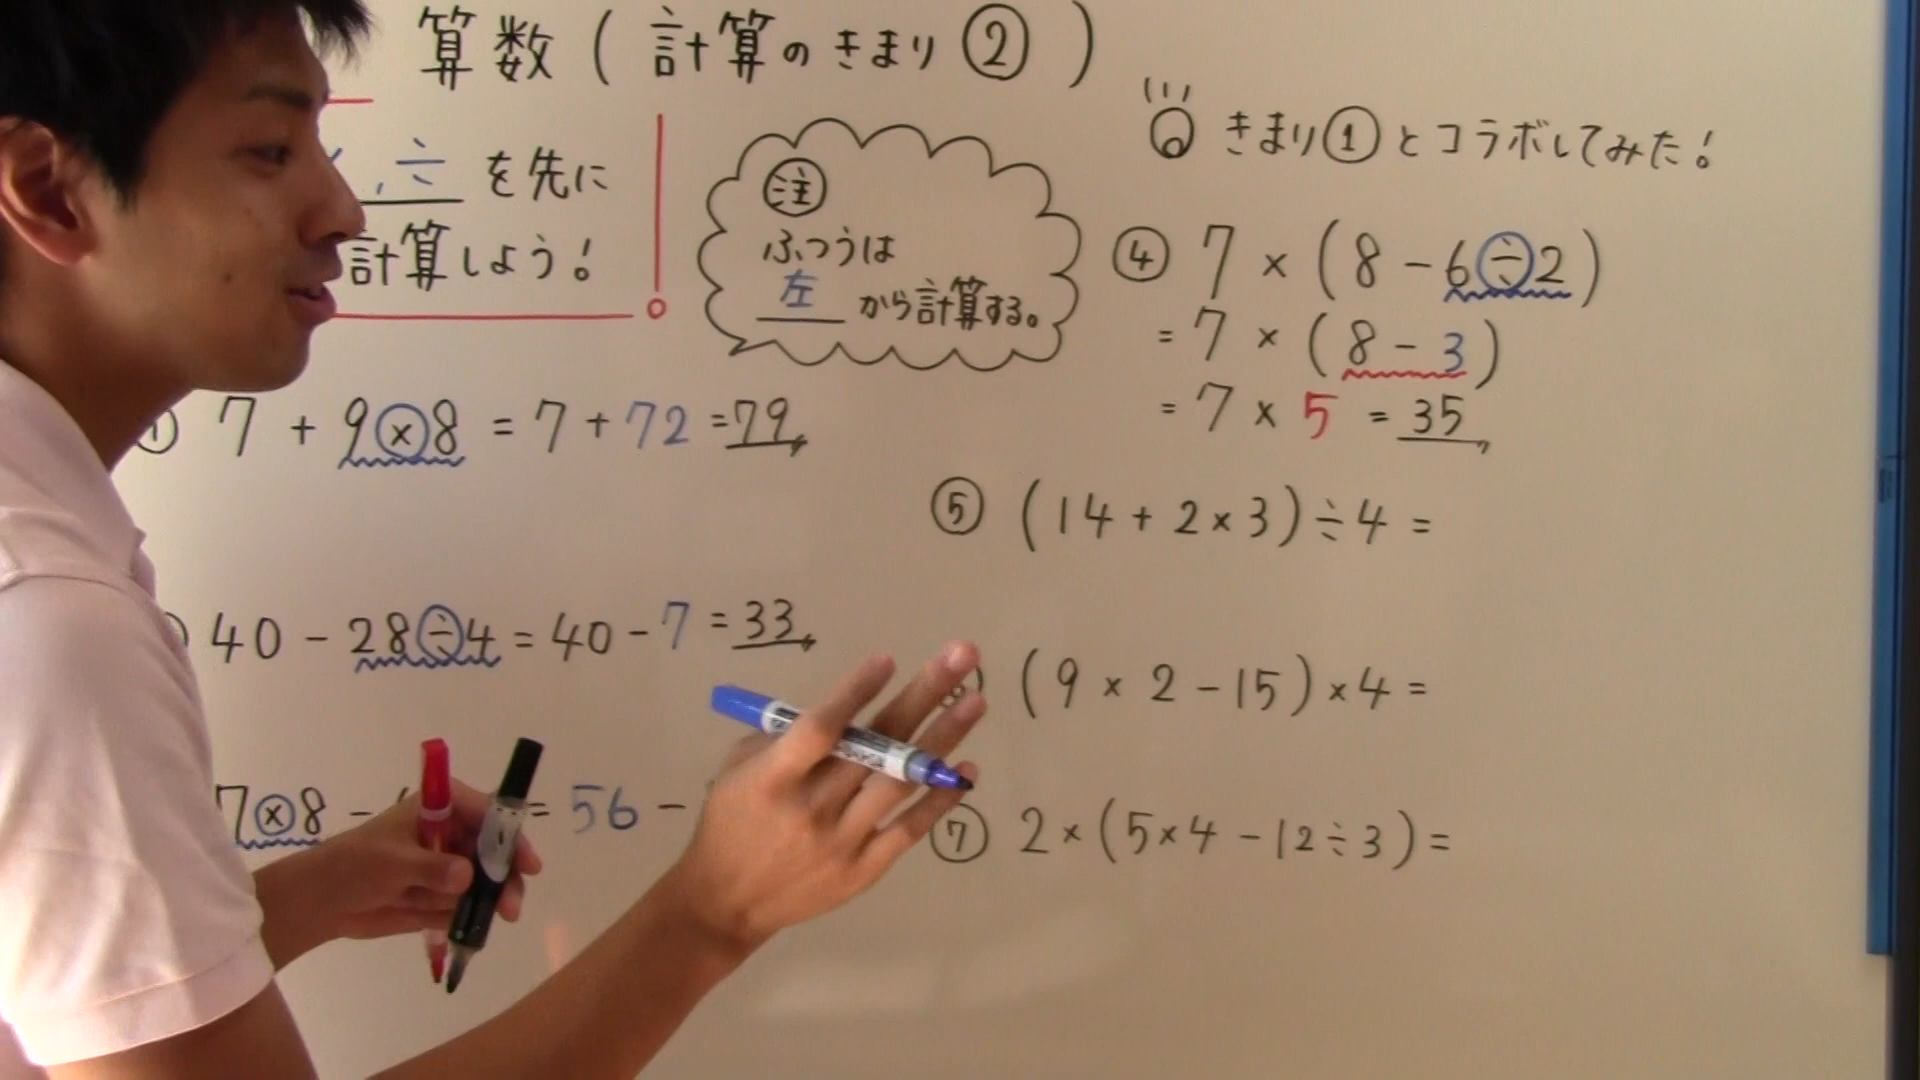 算数 ( 計算のきまり ② )
, ÷ を先に
計算しよう!
注
ふつうは
左 から計算する。
きまり①とコラボしてみた!
① 7 + 9×8 = 7 + 72 = 79
40 - 28÷4 = 40 - 7 = 33
7×8 - = 56 -
④ 7 × (8 - 6÷2)
= 7 × (8 - 3)
= 7 × 5 = 35
⑤ (14 + 2×3)÷4 =
(9 × 2 - 15)×4 =
⑦ 2×(5×4 - 12÷3) =